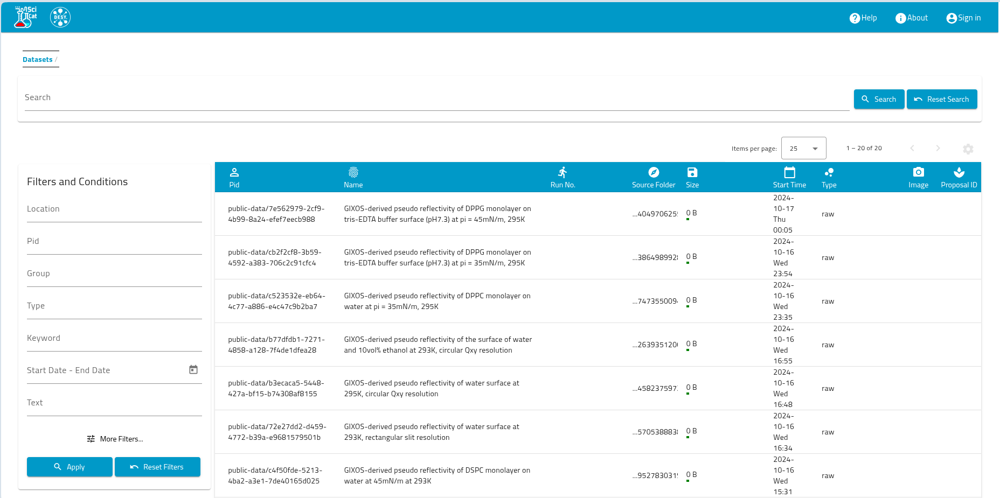 Sci
Cat
DESY.
Help
About
Sign in
Datasets /
Search
Search
Reset Search
Items per page:
25
1 – 20 of 20
Filters and Conditions
Location
Pid
Group
Type
Keyword
Start Date - End Date
Text
More Filters...
Apply
Reset Filters
Pid
Name
Run No.
Source Folder
Size
Start Time
Type
Image
Proposal ID
public-data/7e562979-2cf9-
4b99-8a24-efef7eecb988
GIXOS-derived pseudo reflectivity of DPPG monolayer on
tris-EDTA buffer surface (pH7.3) at pi = 45mN/m, 295K
...404970625
0 B
2024-
10-17
Thu
00:05
raw
public-data/cb2f2cf8-3b59-
4592-a383-706c2c91cfc4
GIXOS-derived pseudo reflectivity of DPPG monolayer on
tris-EDTA buffer surface (pH7.3) at pi = 35mN/m, 295K
...386498992
0 B
2024-
10-16
Wed
23:54
raw
public-data/c523532e-eb64-
4c77-a886-e4c47c9b2ba7
GIXOS-derived pseudo reflectivity of DPPC monolayer on
water at pi = 35mN/m, 295K
...747355009
0 B
2024-
10-16
Wed
23:35
raw
public-data/b77dfdb1-7271-
4858-a128-7f4de1dfea28
GIXOS-derived pseudo reflectivity of the surface of water
and 10vol% ethanol at 293K, circular Qxy resolution
...263935120
0 B
2024-
10-16
Wed
16:55
raw
public-data/b3ecaca5-5448-
427a-bf15-b74308af8155
GIXOS-derived pseudo reflectivity of water surface at
295K, circular Qxy resolution
...458237597
0 B
2024-
10-16
Wed
16:48
raw
public-data/72e27dd2-d459-
4772-b39a-e9681579501b
GIXOS-derived pseudo reflectivity of water surface at
293K, rectangular slit resolution
...570538883
0 B
2024-
10-16
Wed
16:34
raw
public-data/c4f50fde-5213-
4ba2-a3e1-7de40165d025
GIXOS-derived pseudo reflectivity of DSPC monolayer on
water at 45mN/m at 293K
...952783031
0 B
2024-
10-16
Wed
15:31
raw